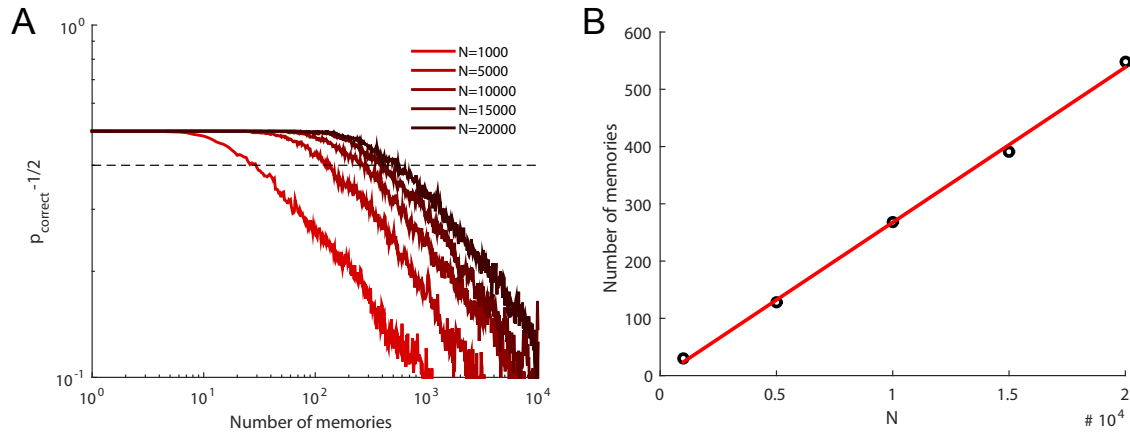 A
10^0
10^-1
p_correct -1/2
10^0
10^1
10^2
10^3
10^4
Number of memories
N=1000
N=5000
N=10000
N=15000
N=20000
B
600
500
400
300
200
100
0
Number of memories
0
0.5
1
1.5
2
N
# 10^4